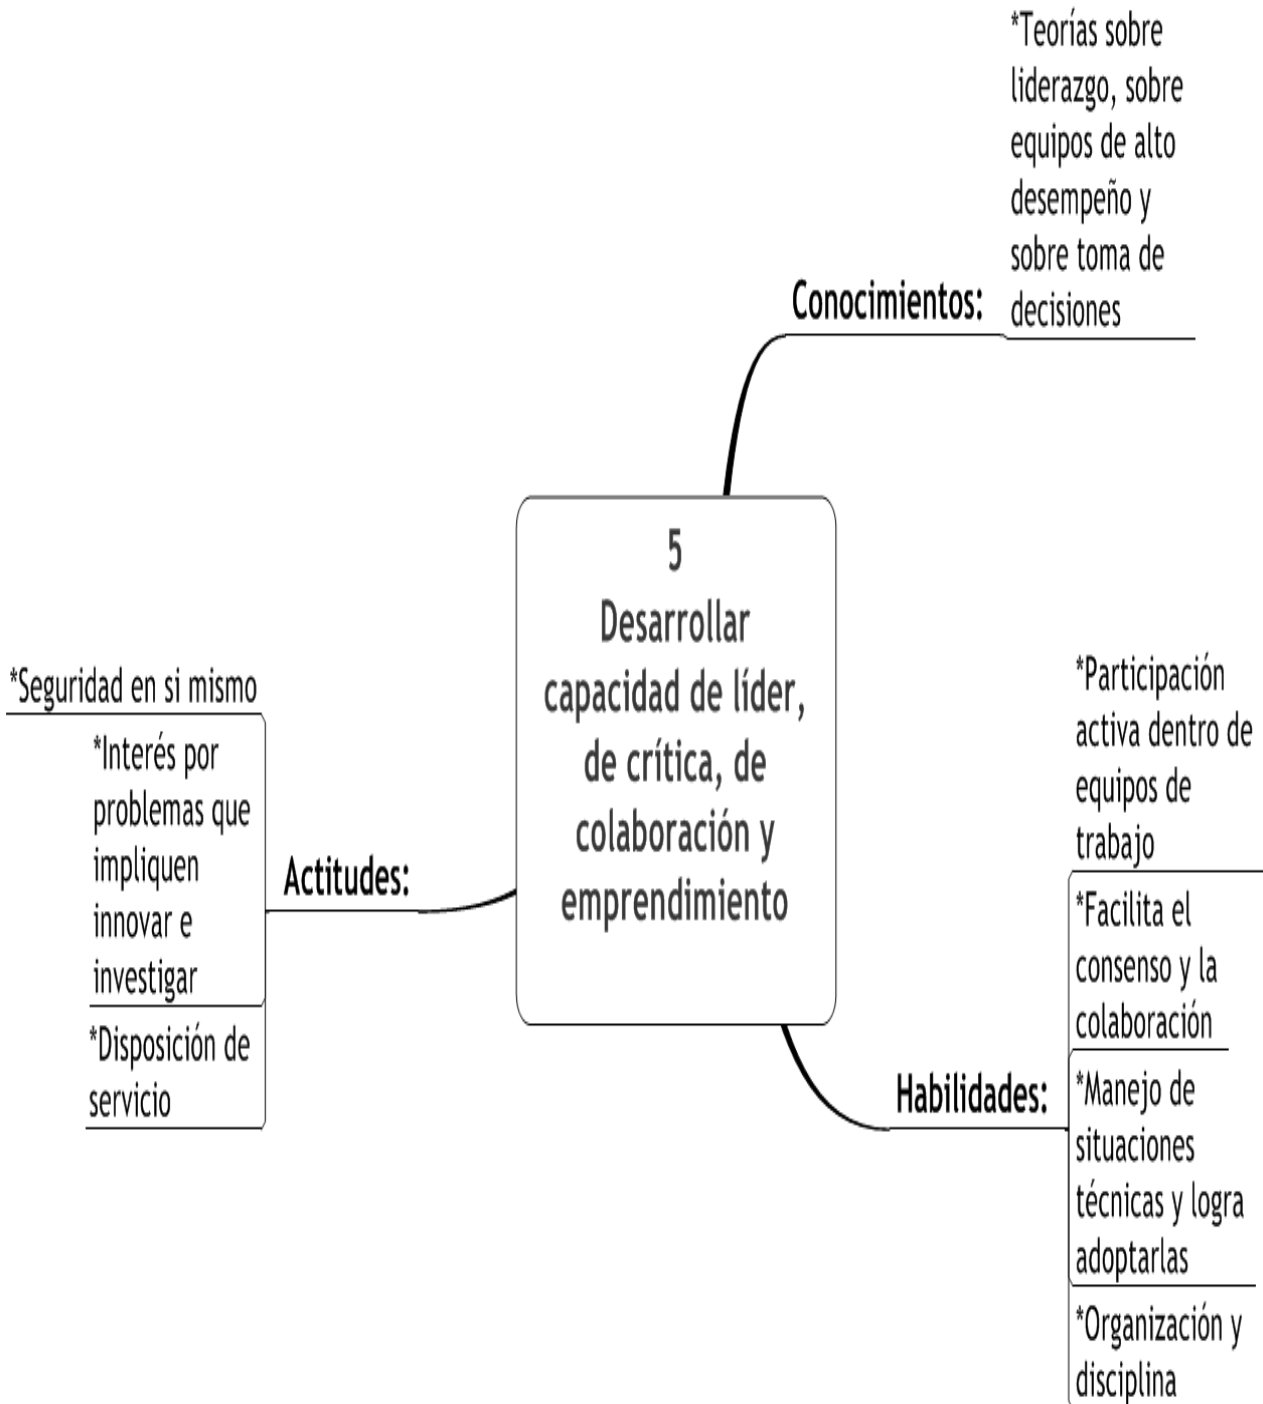 *Teorías sobre
liderazgo, sobre
equipos de alto
desempeño y
sobre toma de
decisiones
Conocimientos:
5
Desarrollar
capacidad de líder,
de crítica, de
colaboración y
emprendimiento
*Seguridad en si mismo
*Interés por
problemas que
impliquen
innovar e
investigar
*Disposición de
servicio
Actitudes:
Habilidades:
*Participación
activa dentro de
equipos de
trabajo
*Facilita el
consenso y la
colaboración
*Manejo de
situaciones
técnicas y logra
adoptarlas
*Organización y
disciplina